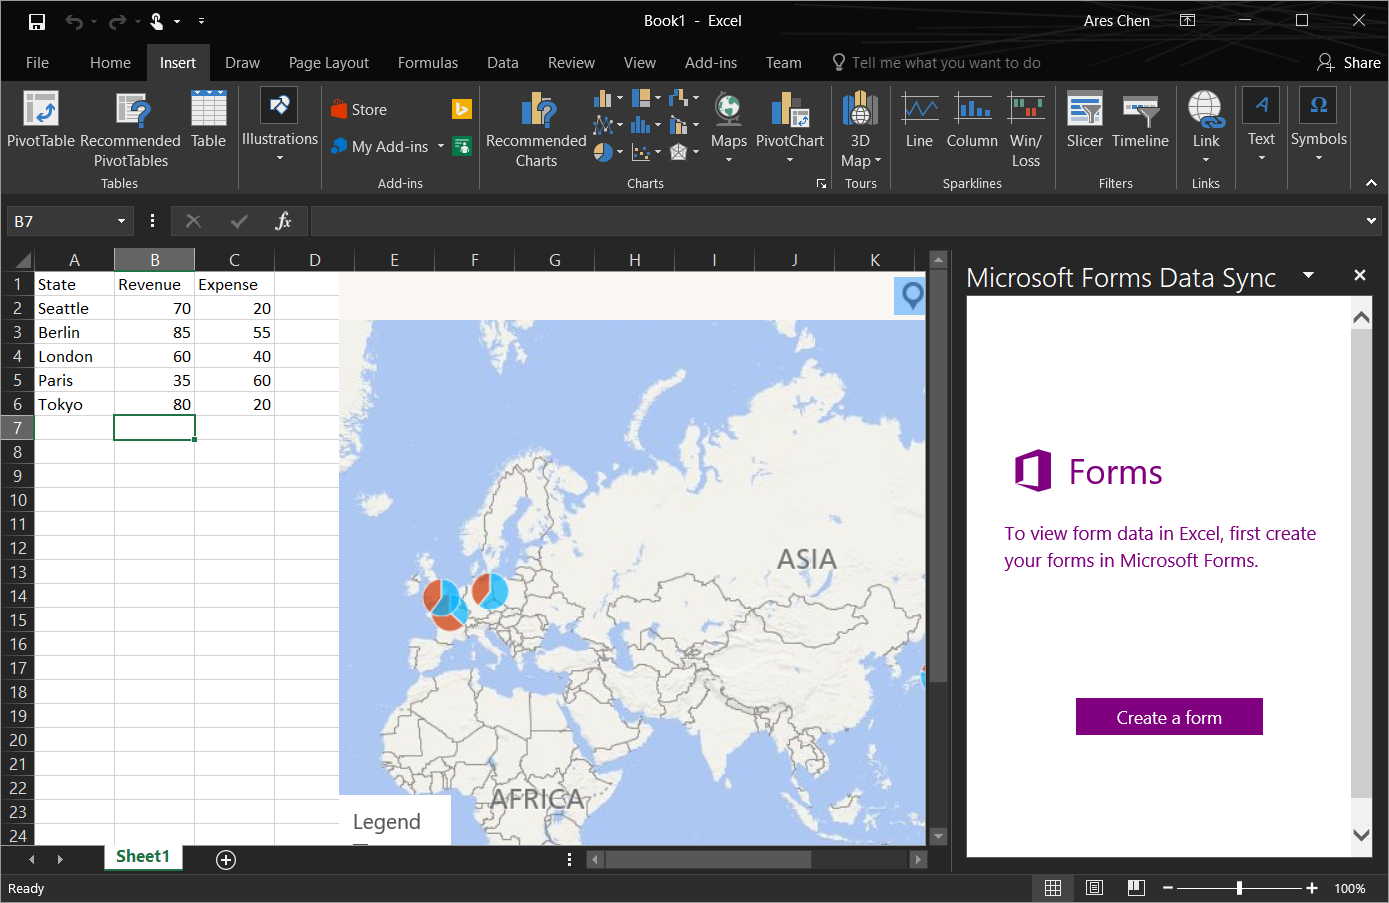 Book1 - Excel
Ares Chen
File Home Insert Draw Page Layout Formulas Data Review View Add-ins Team Tell me what you want to do Share
PivotTable Recommended PivotTables Table
Tables
Illustrations
Store
My Add-ins
Add-ins
Recommended Charts
Maps PivotChart
Charts
3D Map
Tours
Line Column Win/Loss
Sparklines
Slicer Timeline
Filters
Link
Links
Text
Symbols
B7
fx
A B C D E F G H I J K
1 State Revenue Expense
2 Seattle 70 20
3 Berlin 85 55
4 London 60 40
5 Paris 35 60
6 Tokyo 80 20
7
8
9
10
11
12
13
14
15
16
17
18
19
20
21
22
23
24
ASIA
AFRICA
Legend
Microsoft Forms Data Sync
Forms
To view form data in Excel, first create
your forms in Microsoft Forms.
Create a form
Sheet1
Ready
100%